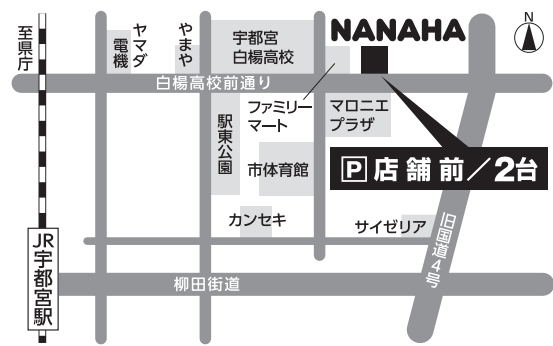 至県庁
ヤマダ
電機
やまや
宇都宮
白楊高校
NANAHA
N
白楊高校前通り
ファミリー
マート
マロニエ
プラザ
駅東公園
市体育館
P 店舗前／2台
カンセキ
サイゼリア
旧国道4号
JR宇都宮駅
柳田街道